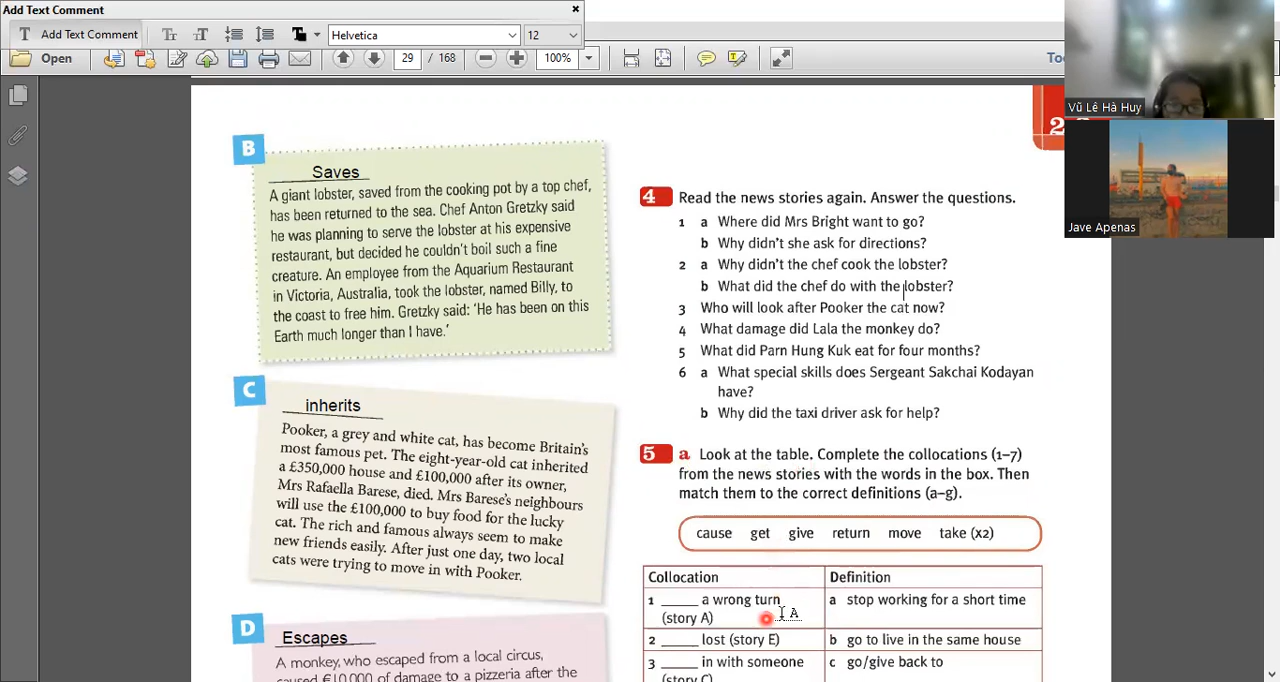 Add Text Comment
Add Text Comment
Helvetica
12
Open
29 / 168
100%
Vũ Lê Hà Huy
Jave Apenas
B
Saves
A giant lobster, saved from the cooking pot by a top chef,
has been returned to the sea. Chef Anton Gretzky said
he was planning to serve the lobster at his expensive
restaurant, but decided he couldn't boil such a fine
creature. An employee from the Aquarium Restaurant
in Victoria, Australia, took the lobster, named Billy, to
the coast to free him. Gretzky said: 'He has been on this
Earth much longer than I have.'
C
inherits
Pooker, a grey and white cat, has become Britain's
most famous pet. The eight-year-old cat inherited
a £350,000 house and £100,000 after its owner,
Mrs Rafaella Barese, died. Mrs Barese's neighbours
will use the £100,000 to buy food for the lucky
cat. The rich and famous always seem to make
new friends easily. After just one day, two local
cats were trying to move in with Pooker.
D
Escapes
A monkey, who escaped from a local circus,
caused €10,000 of damage to a pizzeria after the
4 Read the news stories again. Answer the questions.
1 a Where did Mrs Bright want to go?
b Why didn't she ask for directions?
2 a Why didn't the chef cook the lobster?
b What did the chef do with the lobster?
3 Who will look after Pooker the cat now?
4 What damage did Lala the monkey do?
5 What did Parn Hung Kuk eat for four months?
6 a What special skills does Sergeant Sakchai Kodayan
have?
b Why did the taxi driver ask for help?
5 a Look at the table. Complete the collocations (1–7)
from the news stories with the words in the box. Then
match them to the correct definitions (a–g).
cause get give return move take (x2)
Collocation Definition
1 _____ a wrong turn a stop working for a short time
(story A)
2 _____ lost (story E) b go to live in the same house
3 _____ in with someone c go/give back to
(story C)